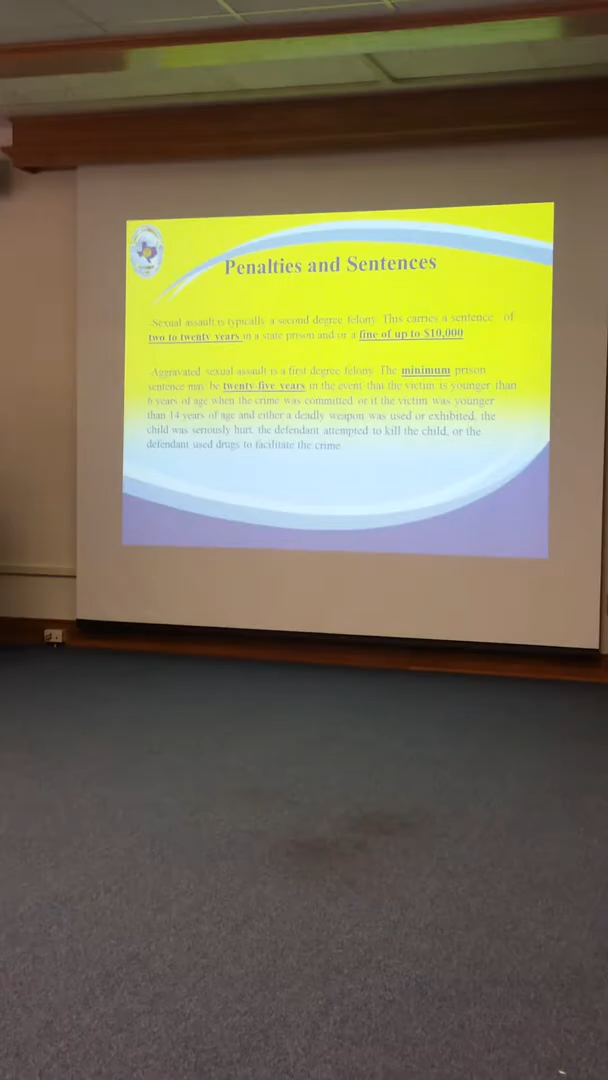 Penalties and Sentences
-Sexual assault is typically a second degree felony. This carries a sentence of
two to twenty years in a state prison and or a fine of up to $10,000
-Aggravated sexual assault is a first degree felony. The minimum prison
sentence may be twenty-five years in the event that the victim is younger than
6 years of age when the crime was committed or if the victim was younger
than 14 years of age and either a deadly weapon was used or exhibited, the
child was seriously hurt, the defendant attempted to kill the child, or the
defendant used drugs to facilitate the crime